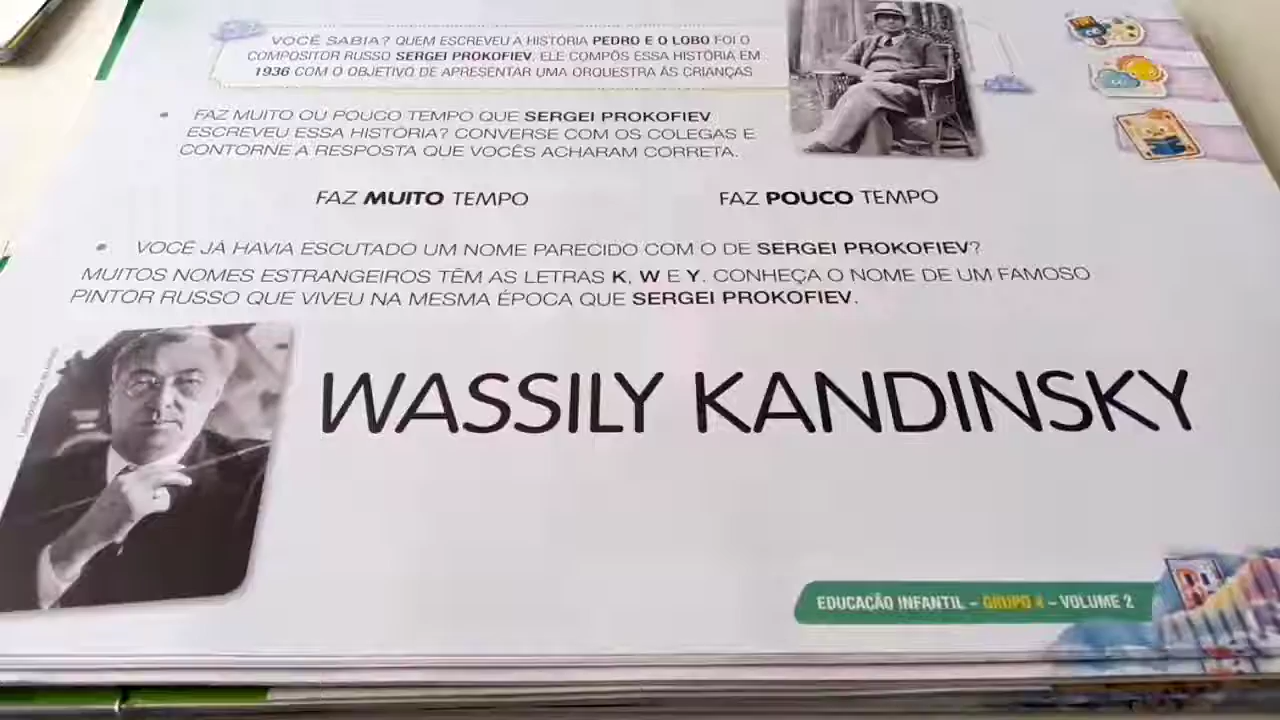 VOCÊ SABIA? QUEM ESCREVEU A HISTÓRIA PEDRO E O LOBO FOI O
COMPOSITOR RUSSO SERGEI PROKOFIEV. ELE COMPÔS ESSA HISTÓRIA EM
1936 COM O OBJETIVO DE APRESENTAR UMA ORQUESTRA ÀS CRIANÇAS
• FAZ MUITO OU POUCO TEMPO QUE SERGEI PROKOFIEV
ESCREVEU ESSA HISTÓRIA? CONVERSE COM OS COLEGAS E
CONTORNE A RESPOSTA QUE VOCÊS ACHARAM CORRETA.
FAZ MUITO TEMPO FAZ POUCO TEMPO
• VOCÊ JÁ HAVIA ESCUTADO UM NOME PARECIDO COM O DE SERGEI PROKOFIEV?
MUITOS NOMES ESTRANGEIROS TÊM AS LETRAS K, W E Y. CONHEÇA O NOME DE UM FAMOSO
PINTOR RUSSO QUE VIVEU NA MESMA ÉPOCA QUE SERGEI PROKOFIEV.
WASSILY KANDINSKY
EDUCAÇÃO INFANTIL – GRUPO 4 – VOLUME 2